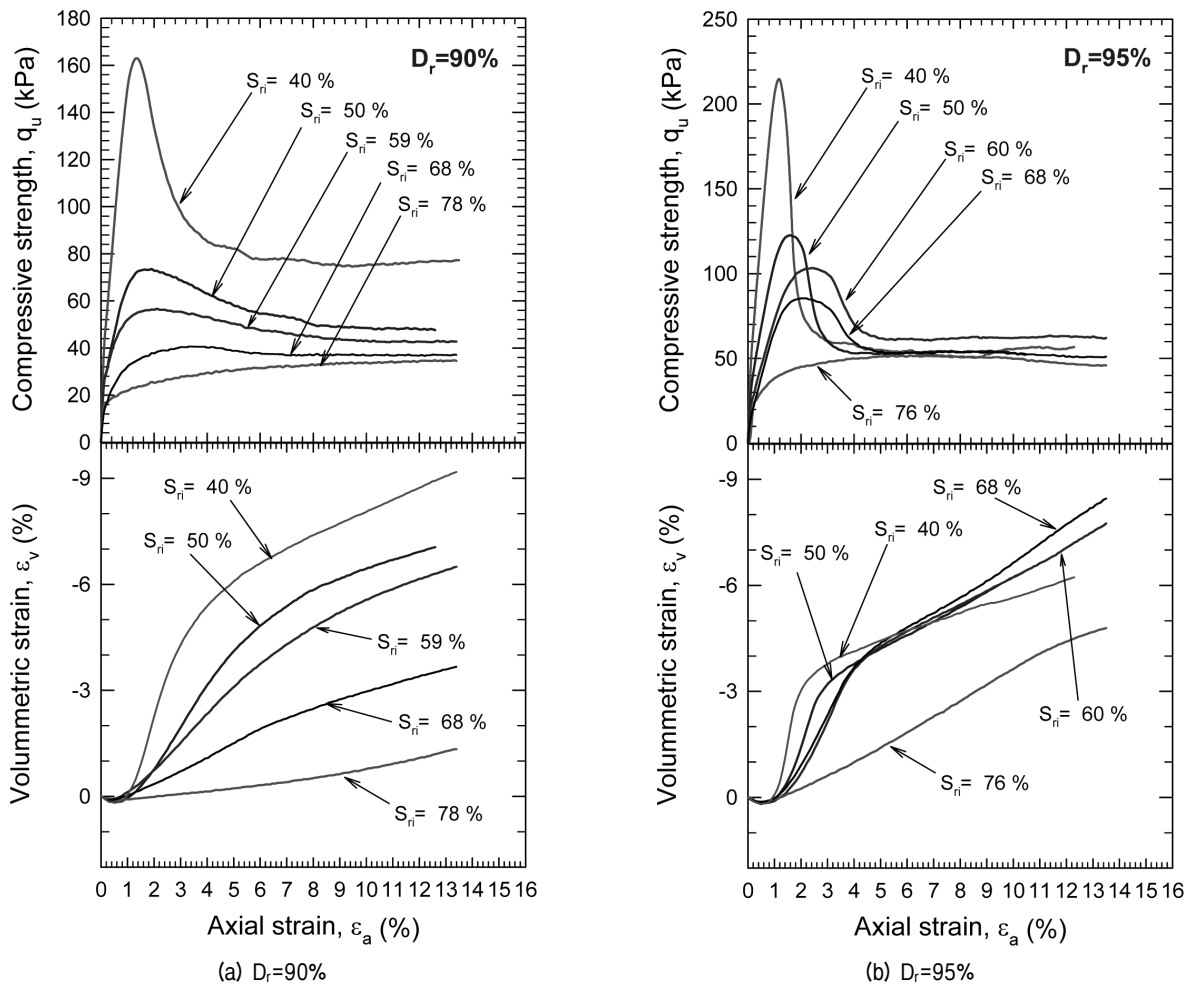 Compressive strength, qu (kPa)
180
160
140
120
100
80
60
40
20
0
Dr=90%
Sri= 40 %
Sri= 50 %
Sri= 59 %
Sri= 68 %
Sri= 78 %
Volummetric strain, εv (%)
-9
-6
-3
0
Sri= 40 %
Sri= 50 %
Sri= 59 %
Sri= 68 %
Sri= 78 %
0 1 2 3 4 5 6 7 8 9 10 11 12 13 14 15 16
Axial strain, εa (%)
(a) Dr=90%
Compressive strength, qu (kPa)
250
200
150
100
50
0
Dr=95%
Sri= 40 %
Sri= 50 %
Sri= 60 %
Sri= 68 %
Sri= 76 %
Volummetric strain, εv (%)
-9
-6
-3
0
Sri= 68 %
Sri= 40 %
Sri= 50 %
Sri= 60 %
Sri= 76 %
0 1 2 3 4 5 6 7 8 9 10 11 12 13 14 15 16
Axial strain, εa (%)
(b) Dr=95%